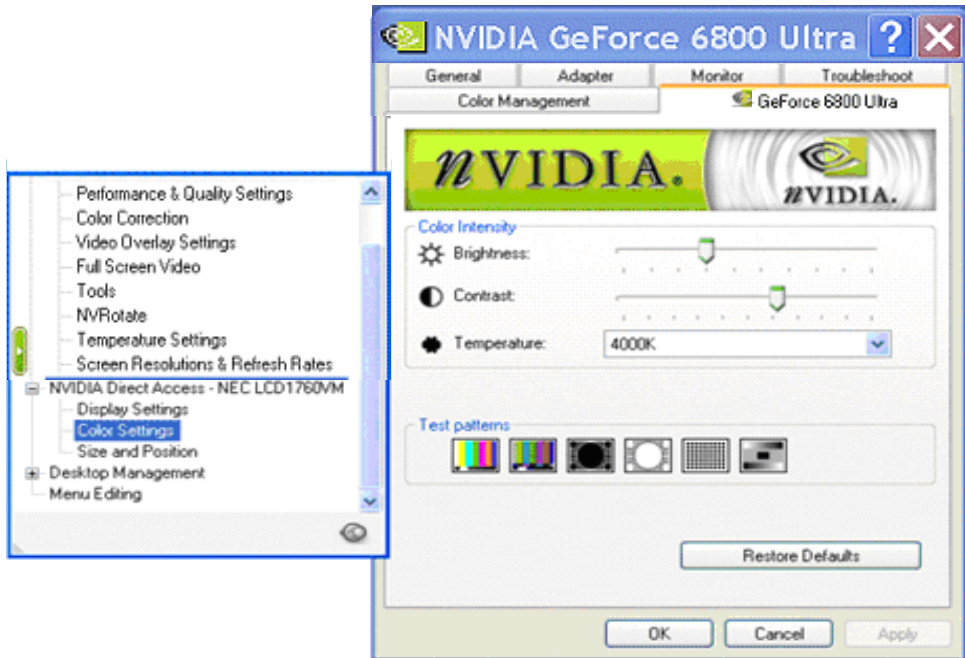 NVIDIA GeForce 6800 Ultra
General Adapter Monitor Troubleshoot
Color Management GeForce 6800 Ultra
nVIDIA.
nVIDIA.
Performance & Quality Settings
Color Correction
Video Overlay Settings
Full Screen Video
Tools
NVRotate
Temperature Settings
Screen Resolutions & Refresh Rates
NVIDIA Direct Access - NEC LCD1760VM
Display Settings
Color Settings
Size and Position
Desktop Management
Menu Editing
Color Intensity
Brightness:
Contrast:
Temperature: 4000K
Test patterns
Restore Defaults
OK Cancel Apply